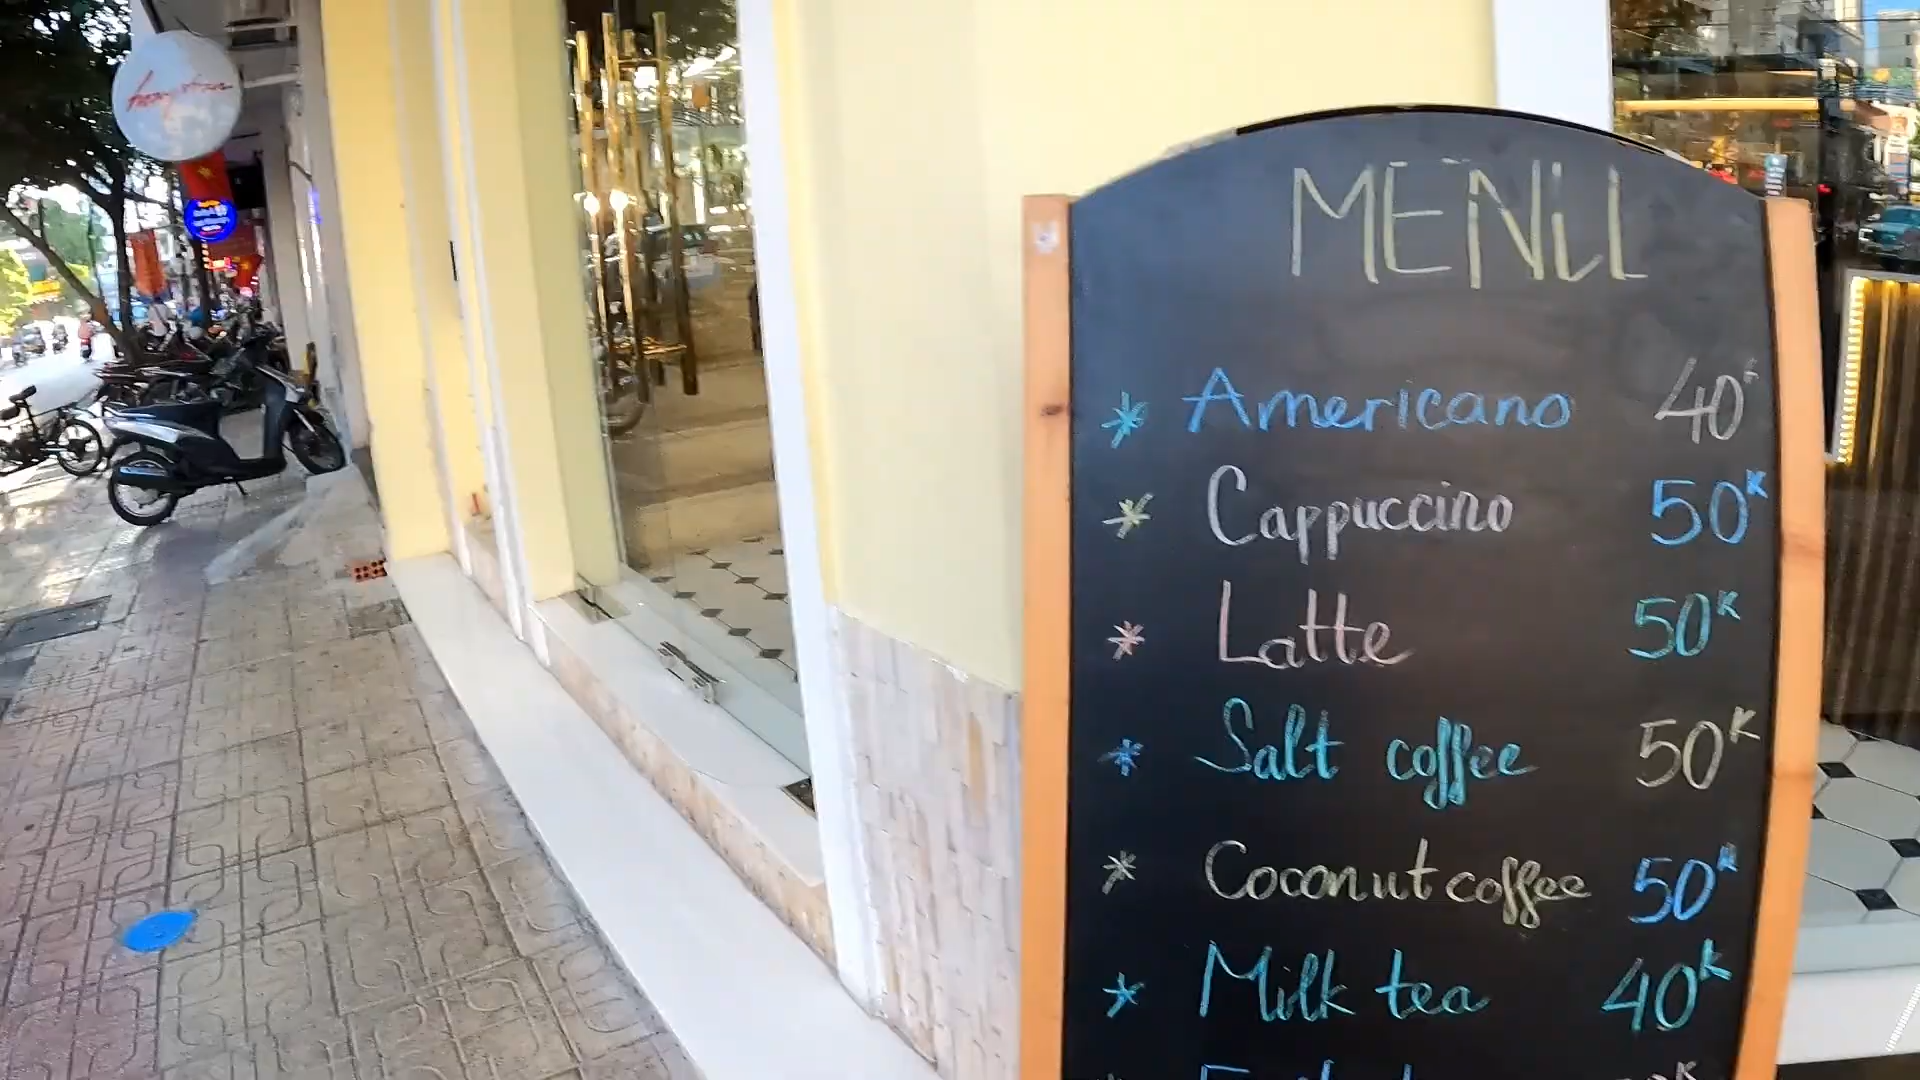 MENU
* Americano 40K
* Cappuccino 50K
* Latte 50K
* Salt coffee 50K
* Coconut coffee 50K
* Milk tea 40K